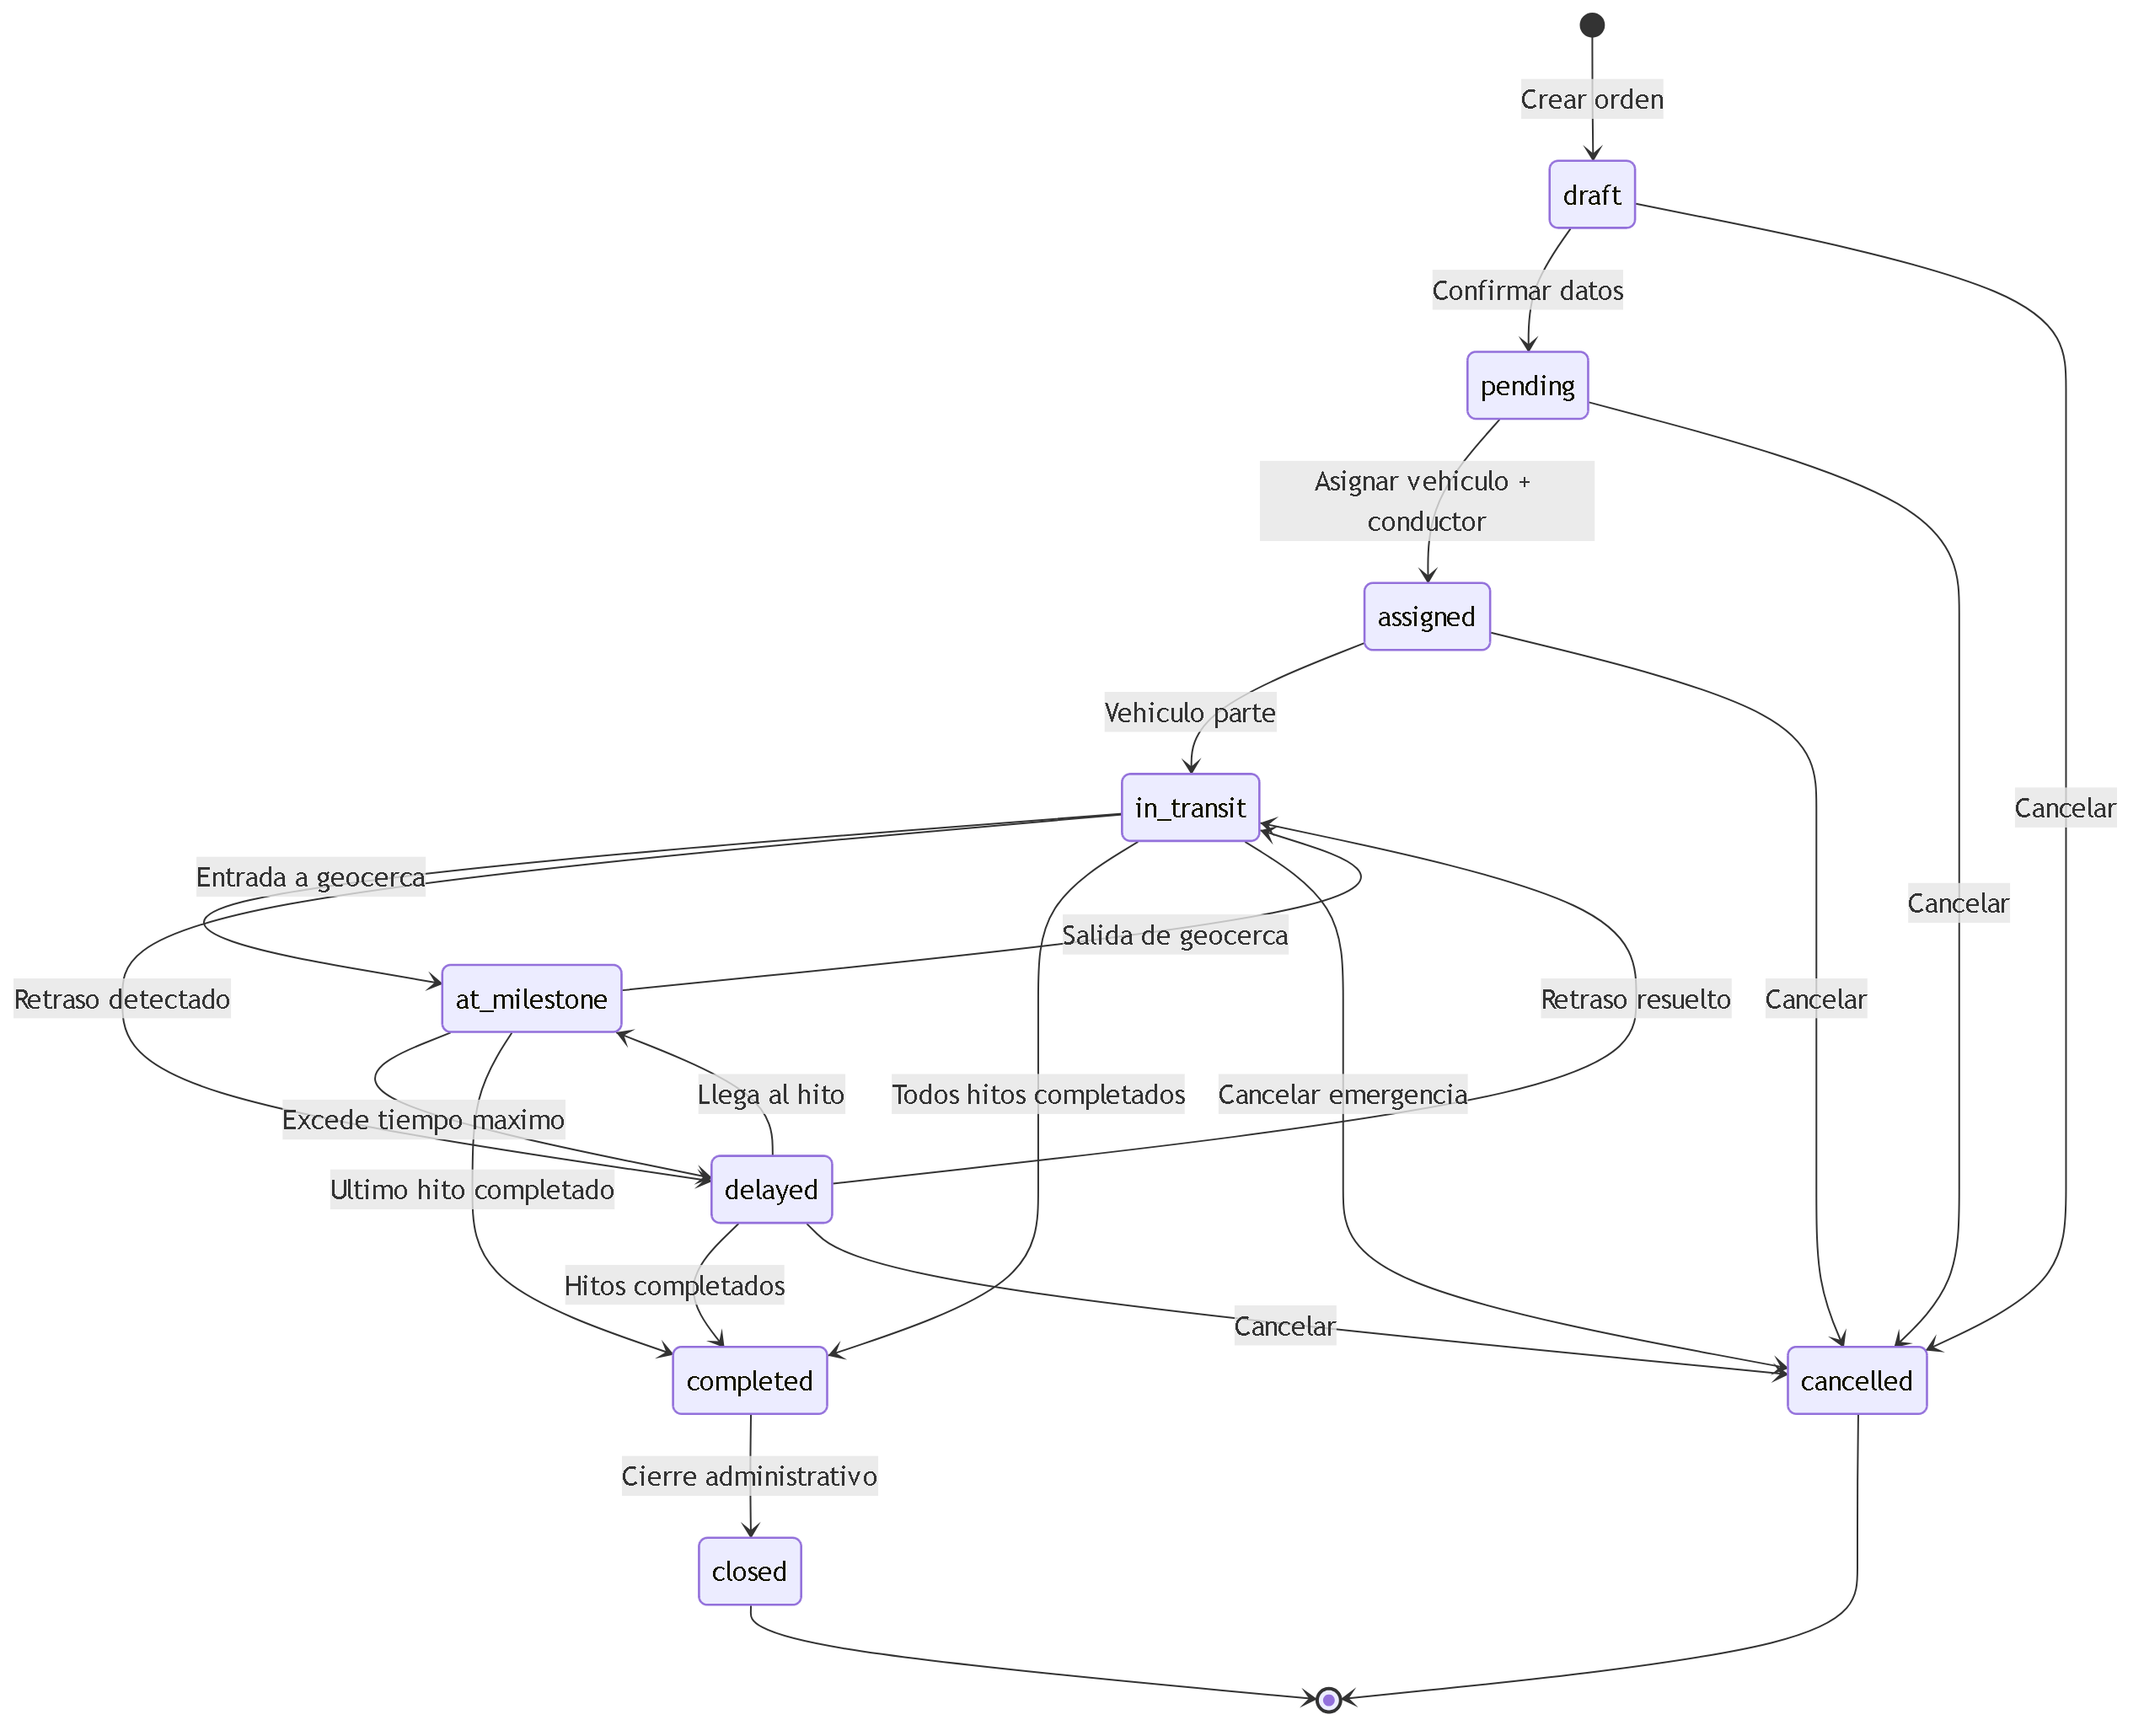 Crear orden
draft
Confirmar datos
pending
Asignar vehiculo +
conductor
assigned
Vehiculo parte
in_transit
Cancelar
Entrada a geocerca
Cancelar
Salida de geocerca
Retraso detectado
at_milestone
Retraso resuelto
Cancelar
Llega al hito
Todos hitos completados
Cancelar emergencia
Excede tiempo maximo
Ultimo hito completado
delayed
Hitos completados
Cancelar
completed
cancelled
Cierre administrativo
closed